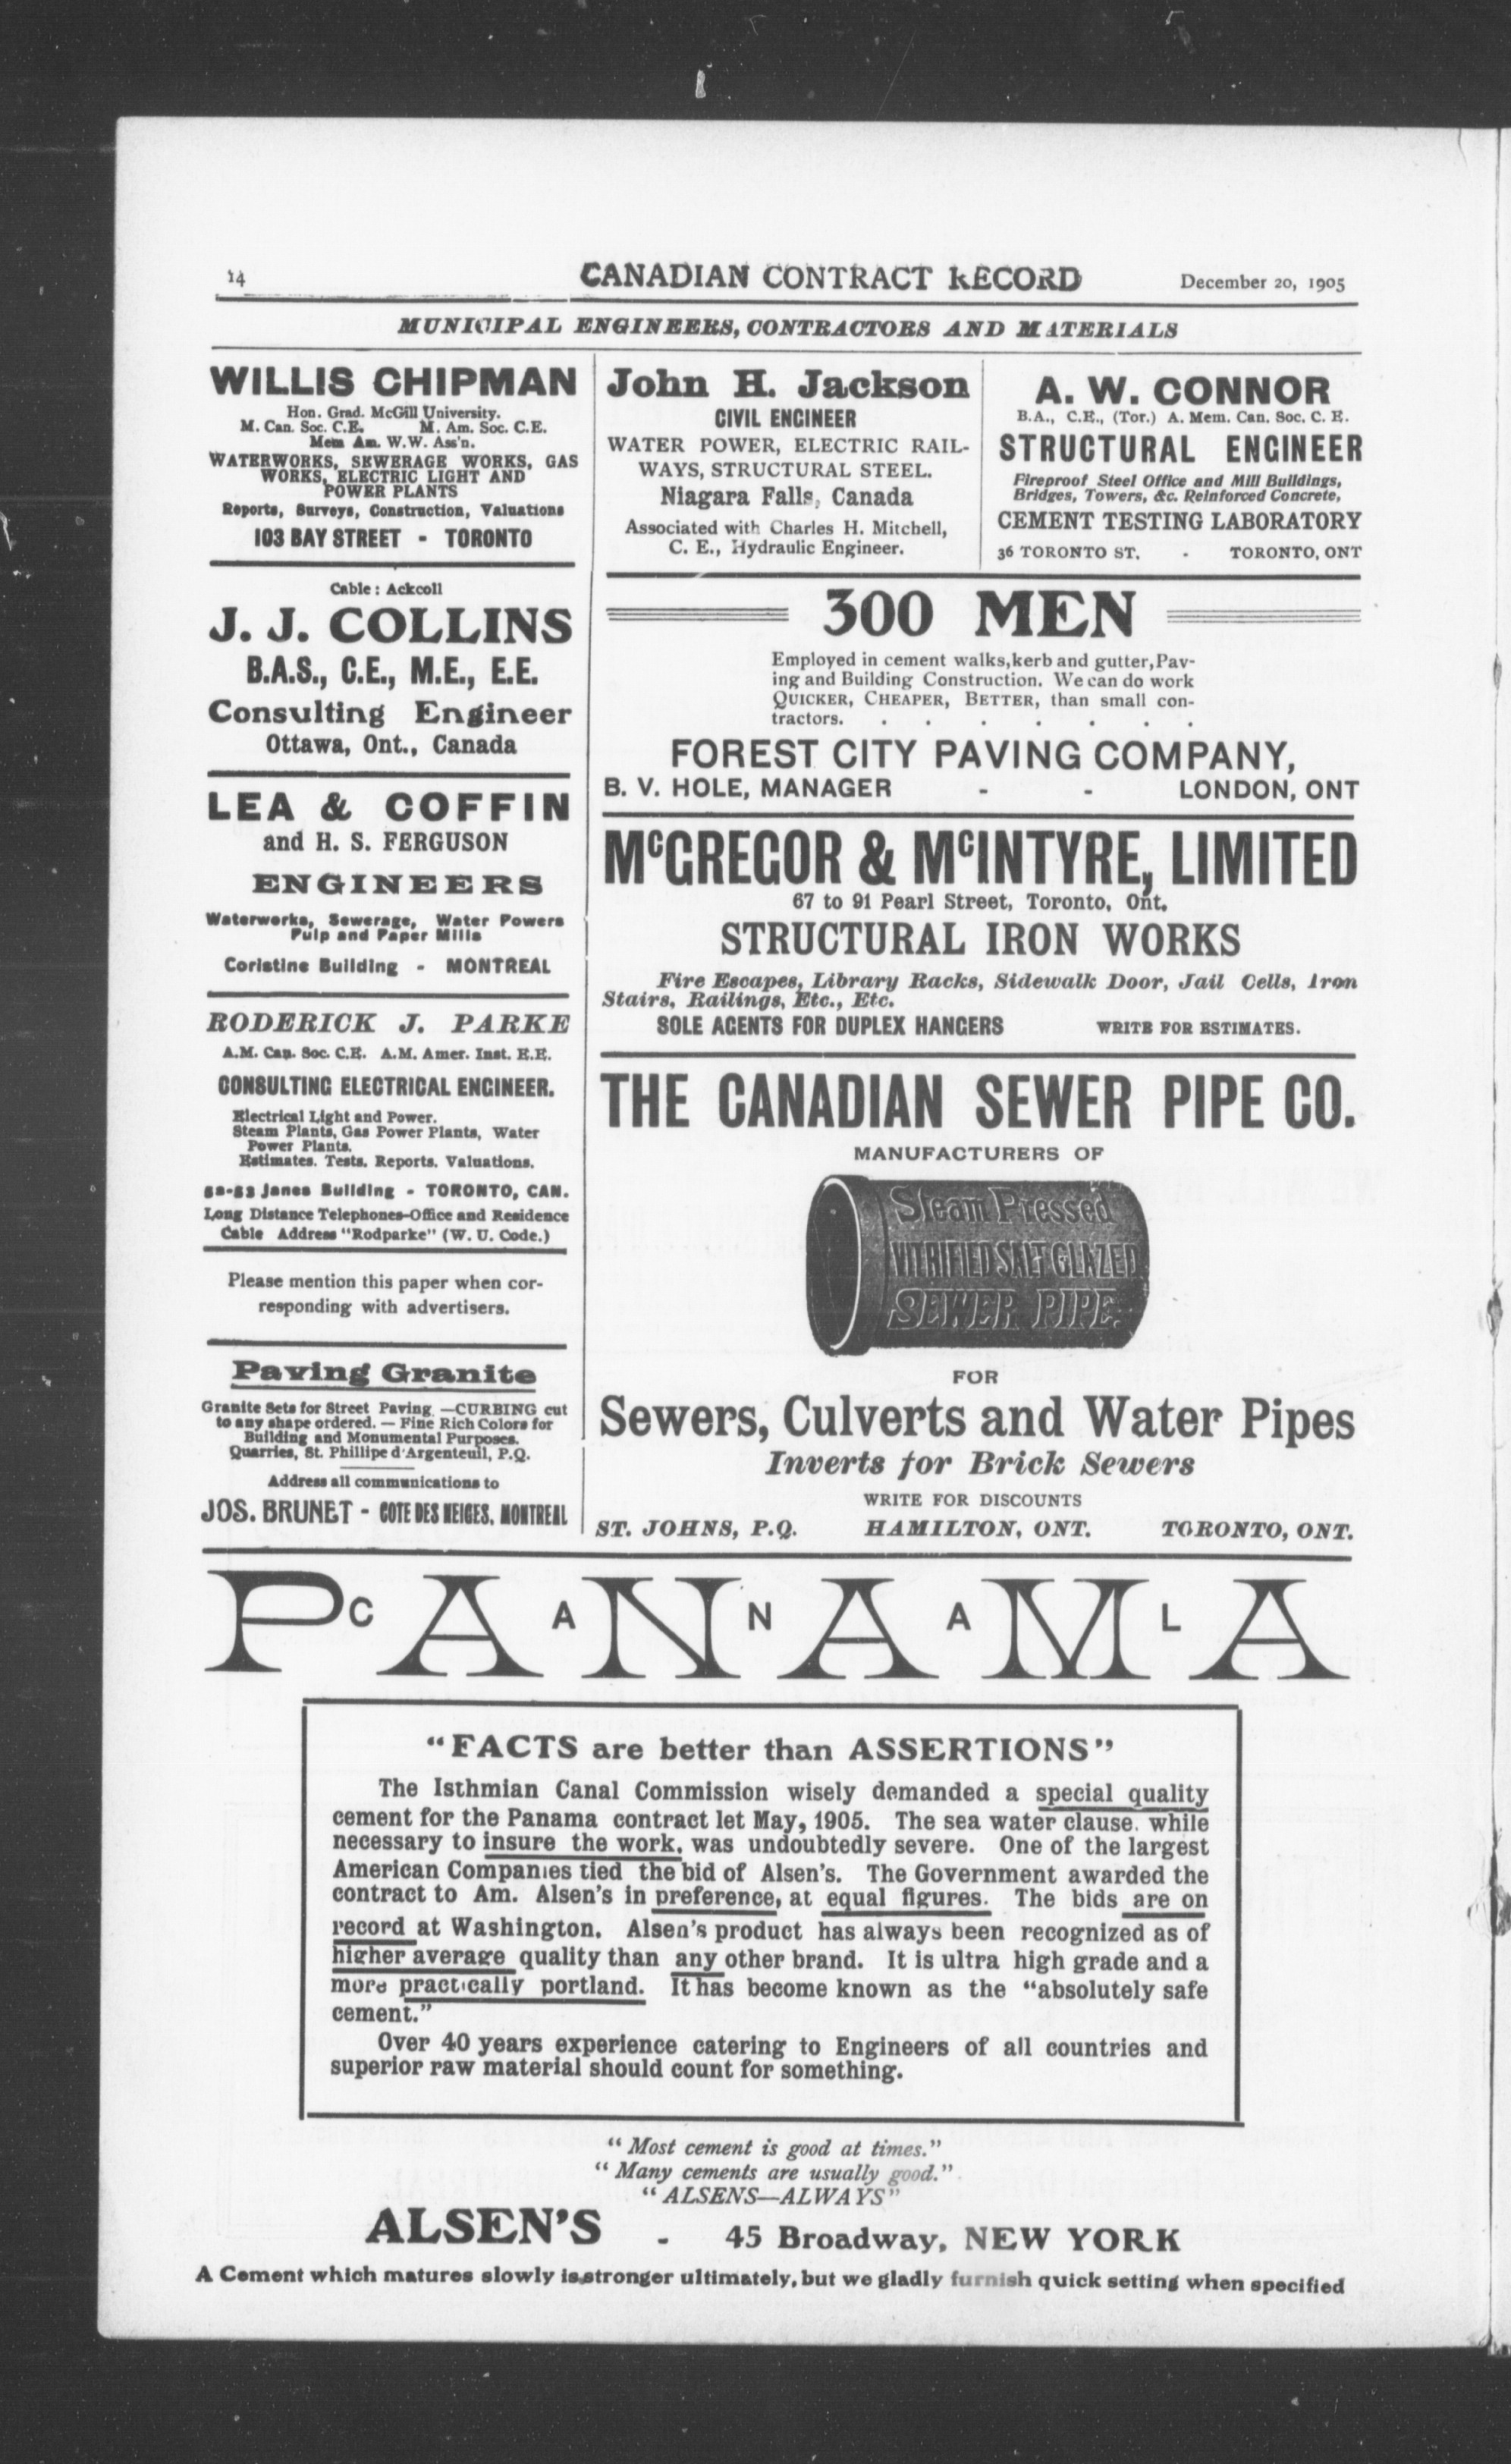 14
CANADIAN CONTRACT RECORD
December 20, 1905
MUNICIPAL ENGINEERS, CONTRACTORS AND MATERIALS
WILLIS CHIPMAN
Hon. Grad. McGill University.
M. Can. Soc. C.E. M. Am. Soc. C.E.
Mem Am. W.W. Ass'n.
WATERWORKS, SEWERAGE WORKS, GAS
WORKS, ELECTRIC LIGHT AND
POWER PLANTS
Reports, Surveys, Construction, Valuations
103 BAY STREET - TORONTO
Cable: Ackcoll
J. J. COLLINS
B.A.S., C.E., M.E., E.E.
Consulting Engineer
Ottawa, Ont., Canada
LEA & COFFIN
and H. S. FERGUSON
ENGINEERS
Waterworks, Sewerage, Water Powers
Pulp and Paper Mills
Coristine Building - MONTREAL
RODERICK J. PARKE
A.M. Can. Soc. C.E. A.M. Amer. Inst. E.E.
CONSULTING ELECTRICAL ENGINEER.
Electrical Light and Power.
Steam Plants, Gas Power Plants, Water
Power Plants.
Estimates. Tests. Reports. Valuations.
Janes Building - TORONTO, CAN.
Long Distance Telephones-Office and Residence
Cable Address "Rodparke" (W. U. Code.)
Please mention this paper when cor-
responding with advertisers.
Paving Granite
Granite Sets for Street Paving. —CURBING cut
to any shape ordered. — Fine Rich Colors for
Building and Monumental Purposes.
Quarries, St. Phillipe d'Argenteuil, P.Q.
Address all communications to
JOS. BRUNET - COTE DES NEIGES, MONTREAL
John H. Jackson
CIVIL ENGINEER
WATER POWER, ELECTRIC RAIL-
WAYS, STRUCTURAL STEEL.
Niagara Falls, Canada
Associated with Charles H. Mitchell,
C. E., Hydraulic Engineer.
A. W. CONNOR
B.A., C.E., (Tor.) A. Mem. Can. Soc. C. E.
STRUCTURAL ENGINEER
Fireproof Steel Office and Mill Buildings,
Bridges, Towers, &c. Reinforced Concrete,
CEMENT TESTING LABORATORY
36 TORONTO ST. - TORONTO, ONT
300 MEN
Employed in cement walks, kerb and gutter, Pav-
ing and Building Construction. We can do work
QUICKER, CHEAPER, BETTER, than small con-
tractors. . . . . . . .
FOREST CITY PAVING COMPANY,
B. V. HOLE, MANAGER - - LONDON, ONT
McGREGOR & McINTYRE, LIMITED
67 to 91 Pearl Street, Toronto, Ont.
STRUCTURAL IRON WORKS
Fire Escapes, Library Racks, Sidewalk Door, Jail Cells, Iron
Stairs, Railings, Etc., Etc.
SOLE AGENTS FOR DUPLEX HANGERS WRITE FOR ESTIMATES.
THE CANADIAN SEWER PIPE CO.
MANUFACTURERS OF
Steam Pressed
VITRIFIED SALT GLAZED
SEWER PIPE.
FOR
Sewers, Culverts and Water Pipes
Inverts for Brick Sewers
WRITE FOR DISCOUNTS
ST. JOHNS, P.Q. HAMILTON, ONT. TORONTO, ONT.
PANAMA
CANAL
"FACTS are better than ASSERTIONS"
The Isthmian Canal Commission wisely demanded a special quality
cement for the Panama contract let May, 1905. The sea water clause, while
necessary to insure the work, was undoubtedly severe. One of the largest
American Companies tied the bid of Alsen's. The Government awarded the
contract to Am. Alsen's in preference, at equal figures. The bids are on
record at Washington. Alsen's product has always been recognized as of
higher average quality than any other brand. It is ultra high grade and a
more practically portland. It has become known as the "absolutely safe
cement."
Over 40 years experience catering to Engineers of all countries and
superior raw material should count for something.
"Most cement is good at times."
"Many cements are usually good."
"ALSENS—ALWAYS"
ALSEN'S - 45 Broadway, NEW YORK
A Cement which matures slowly is stronger ultimately, but we gladly furnish quick setting when specified